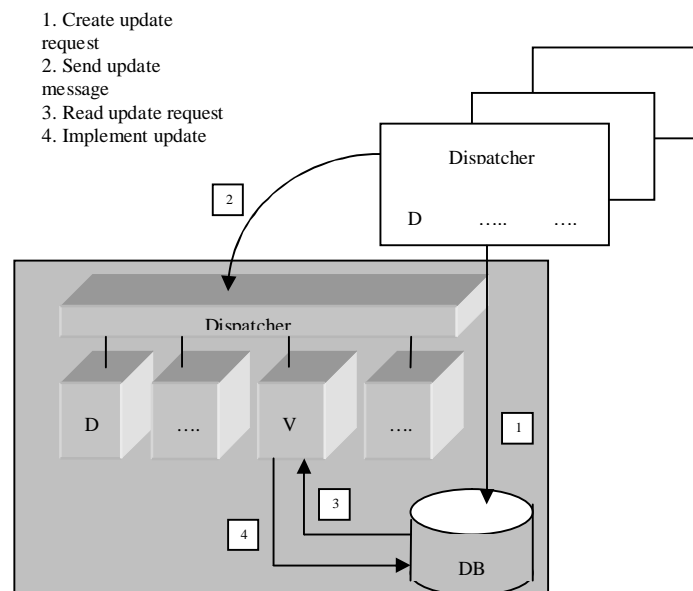 1. Create update
request
2. Send update
message
3. Read update request
4. Implement update
Dispatcher
D ….. ….
2
Dispatcher
D …. V ….
1
3
4
DB